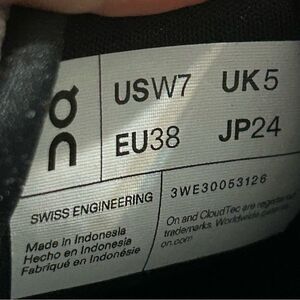 On
USW7 UK5
EU38 JP24
SWISS ENGINEERING
Made in Indonesia
Hecho en Indonesia
Fabriqué en Indonésie
3WE30053126
On and CloudTec are registered
trademarks. Worldwide
on.com